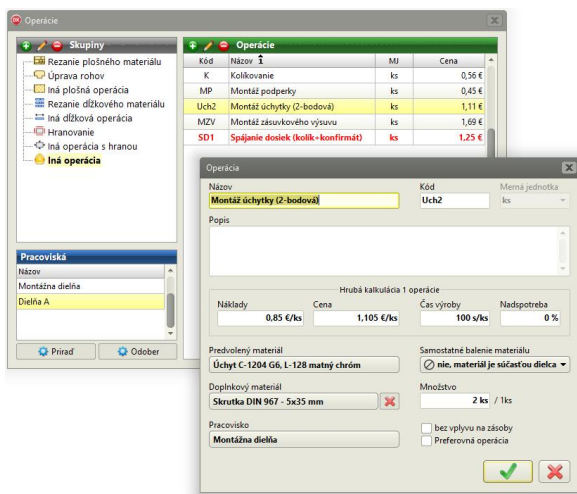 Operácie
Skupiny
Rezanie plošného materiálu
Úprava rohov
Iná plošná operácia
Rezanie dĺžkového materiálu
Iná dĺžková operácia
Hranovanie
Iná operácia s hranou
Iná operácia
Pracoviská
Názov
Montážna dielňa
Dielňa A
Priraď Odober
Operácie
Kód Názov 1 MJ Cena
K Kolíkovanie ks 0,56 €
MP Montáž podperky ks 0,45 €
Uch2 Montáž úchytky (2-bodová) ks 1,11 €
MZV Montáž zásuvkového výsuvu ks 1,69 €
SD1 Spájanie dosiek (kolík+konfirmát) ks 1,25 €
Operácia
Názov Kód Merná jednotka
Montáž úchytky (2-bodová) Uch2 ks
Popis
Hrubá kalkulácia 1 operácie
Náklady Cena Čas výroby Nadspotreba
0,85 €/ks 1,105 €/ks 100 s/ks 0 %
Predvolený materiál Samostatné balenie materiálu
Úchyt C-1204 G6, L-128 matný chróm nie, materiál je súčasťou dielca
Doplnkový materiál Množstvo
Skrutka DIN 967 - 5x35 mm 2 ks / 1ks
Pracovisko
Montážna dielňa
bez vplyvu na zásoby
Preferovná operácia